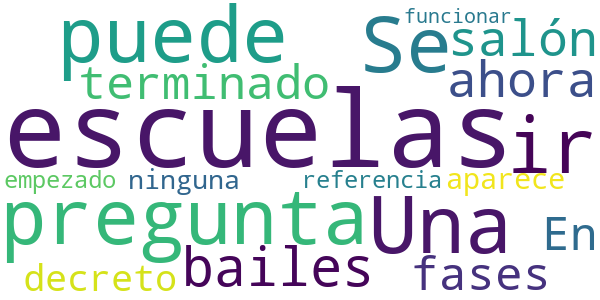 funcionar
puede Se salón
terminado ahora
escuelas ir
empezado ninguna referencia aparece
pregunta Una En
decreto bailes fases